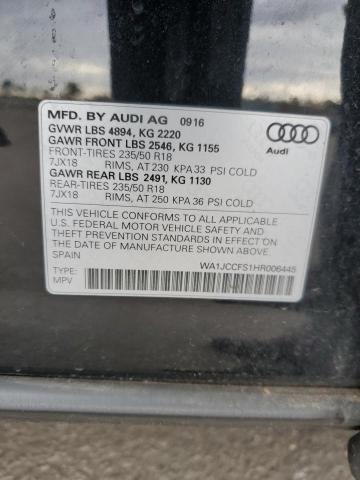 MFD. BY AUDI AG 0916
GVWR LBS 4894, KG 2220
GAWR FRONT LBS 2546, KG 1155
FRONT-TIRES 235/50 R18
7JX18 RIMS, AT 230 KPA 33 PSI COLD
GAWR REAR LBS 2491, KG 1130
REAR-TIRES 235/50 R18
7JX18 RIMS, AT 250 KPA 36 PSI COLD
Audi
THIS VEHICLE CONFORMS TO ALL APPLICABLE
U.S. FEDERAL MOTOR VEHICLE SAFETY AND
THEFT PREVENTION STANDARDS IN EFFECT ON
THE DATE OF MANUFACTURE SHOWN ABOVE.
SPAIN
TYPE:
MPV
WA1JCCFS1HR006445